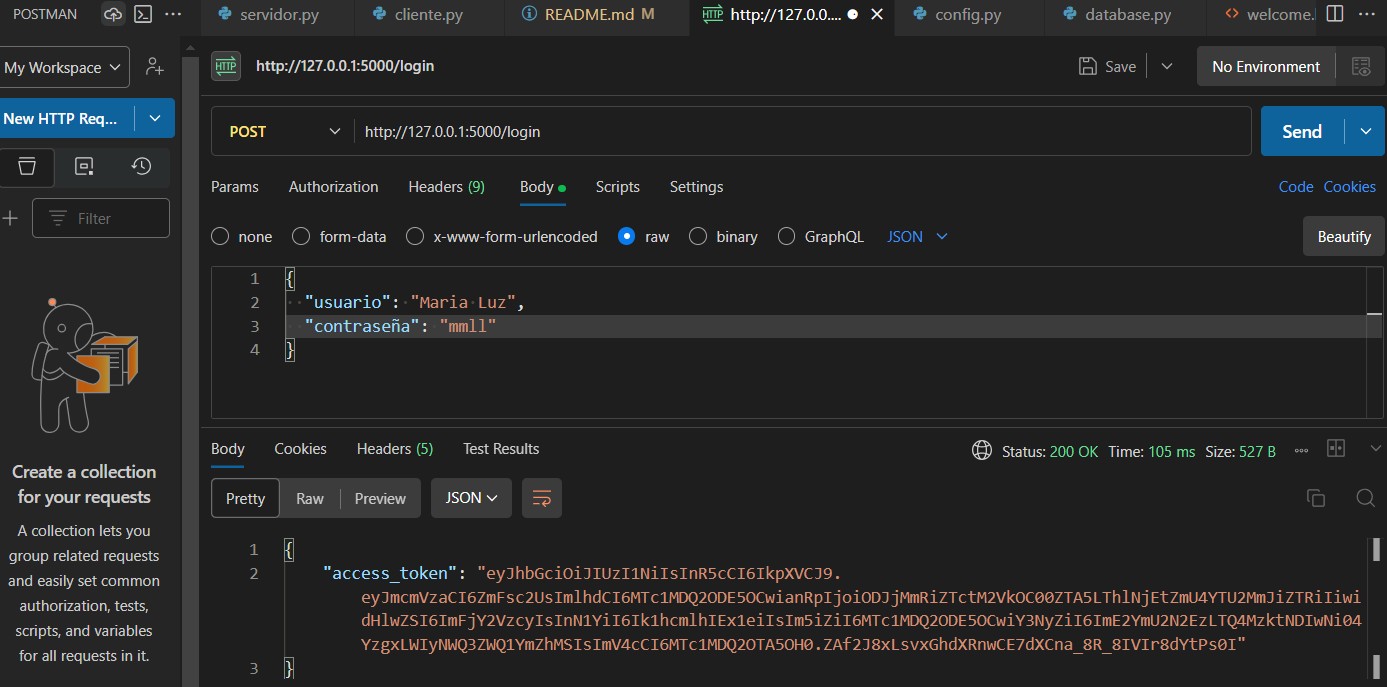 POSTMAN
servidor.py
cliente.py
README.md M
http://127.0.0....
config.py
database.py
welcome.
My Workspace
http://127.0.0.1:5000/login
Save
No Environment
New HTTP Req...
POST
http://127.0.0.1:5000/login
Send
Params
Authorization
Headers (9)
Body
Scripts
Settings
Code
Cookies
Filter
none
form-data
x-www-form-urlencoded
raw
binary
GraphQL
JSON
Beautify
1 {
2 "usuario": "Maria Luz",
3 "contraseña": "mmll"
4 }
Create a collection
for your requests
A collection lets you
group related requests
and easily set common
authorization, tests,
scripts, and variables
for all requests in it.
Body
Cookies
Headers (5)
Test Results
Status: 200 OK Time: 105 ms Size: 527 B
Pretty
Raw
Preview
JSON
1 {
2 "access_token": "eyJhbGciOiJIUzI1NiIsInR5cCI6IkpXVCJ9.
eyJmcmVzaCI6ZmFsc2UsImlhdCI6MTc1MDQ2ODE5OCwianRpIjoiODJjMmRiZTctM2VkOC00ZTA5LThlNjEtZmU4YTU2MmJiZTRiIiwi
dHlwZSI6ImFjY2VzcyIsInN1YiI6Ik1hcmlhIEx1eiIsIm5iZiI6MTc1MDQ2ODE5OCwiY3NyZiI6ImE2YmU2N2EzLTQ4MzktNDIwNi04
YzgxLWIyNWQ3ZWQ1YmZhMSIsImV4cCI6MTc1MDQ2OTA5OH0.ZAf2J8xLsvxGhdXRnwCE7dXCna_8R_8IVIr8dYtPs0I"
3 }